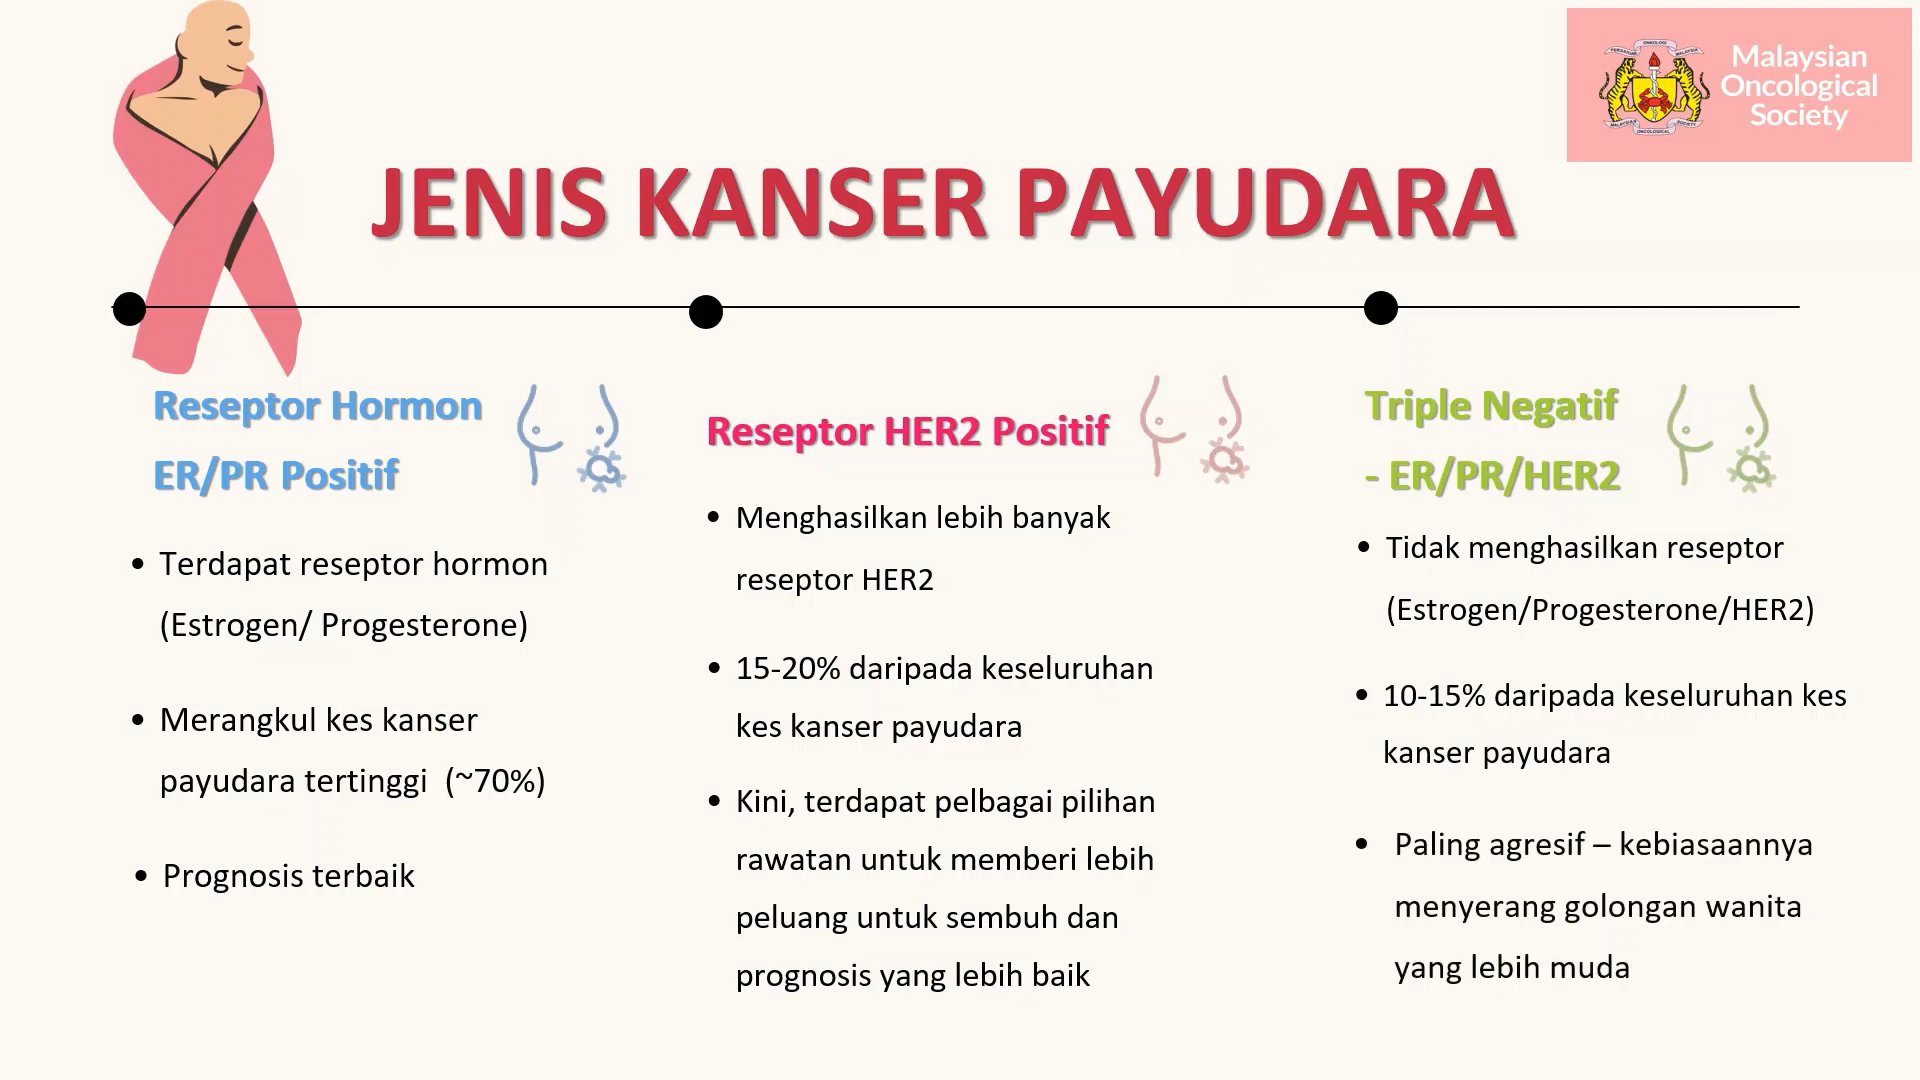 Malaysian
Oncological
Society
JENIS KANSER PAYUDARA
Reseptor Hormon
ER/PR Positif
• Terdapat reseptor hormon
(Estrogen/ Progesterone)
• Merangkul kes kanser
payudara tertinggi (~70%)
• Prognosis terbaik
Reseptor HER2 Positif
• Menghasilkan lebih banyak
reseptor HER2
• 15-20% daripada keseluruhan
kes kanser payudara
• Kini, terdapat pelbagai pilihan
rawatan untuk memberi lebih
peluang untuk sembuh dan
prognosis yang lebih baik
Triple Negatif
- ER/PR/HER2
• Tidak menghasilkan reseptor
(Estrogen/Progesterone/HER2)
• 10-15% daripada keseluruhan kes
kanser payudara
• Paling agresif – kebiasaannya
menyerang golongan wanita
yang lebih muda